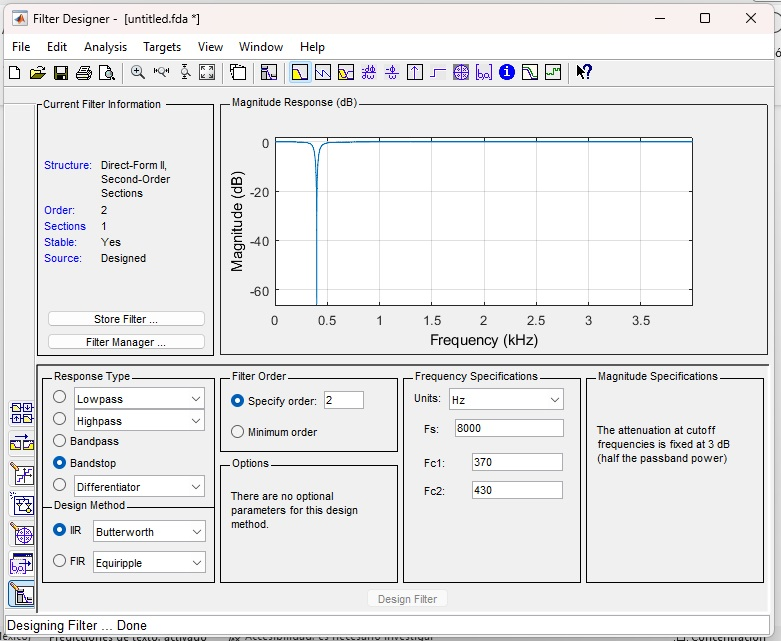 Filter Designer - [untitled.fda *]
File Edit Analysis Targets View Window Help
Current Filter Information
Structure: Direct-Form II,
Second-Order
Sections
Order: 2
Sections 1
Stable: Yes
Source: Designed
Store Filter ...
Filter Manager ...
Magnitude Response (dB)
Magnitude (dB)
0
-20
-40
-60
0 0.5 1 1.5 2 2.5 3 3.5
Frequency (kHz)
Response Type
Lowpass
Highpass
Bandpass
Bandstop
Differentiator
Design Method
IIR Butterworth
FIR Equiripple
Filter Order
Specify order: 2
Minimum order
Options
There are no optional
parameters for this design
method.
Frequency Specifications
Units: Hz
Fs: 8000
Fc1: 370
Fc2: 430
Magnitude Specifications
The attenuation at cutoff
frequencies is fixed at 3 dB
(half the passband power)
Design Filter
Designing Filter ... Done